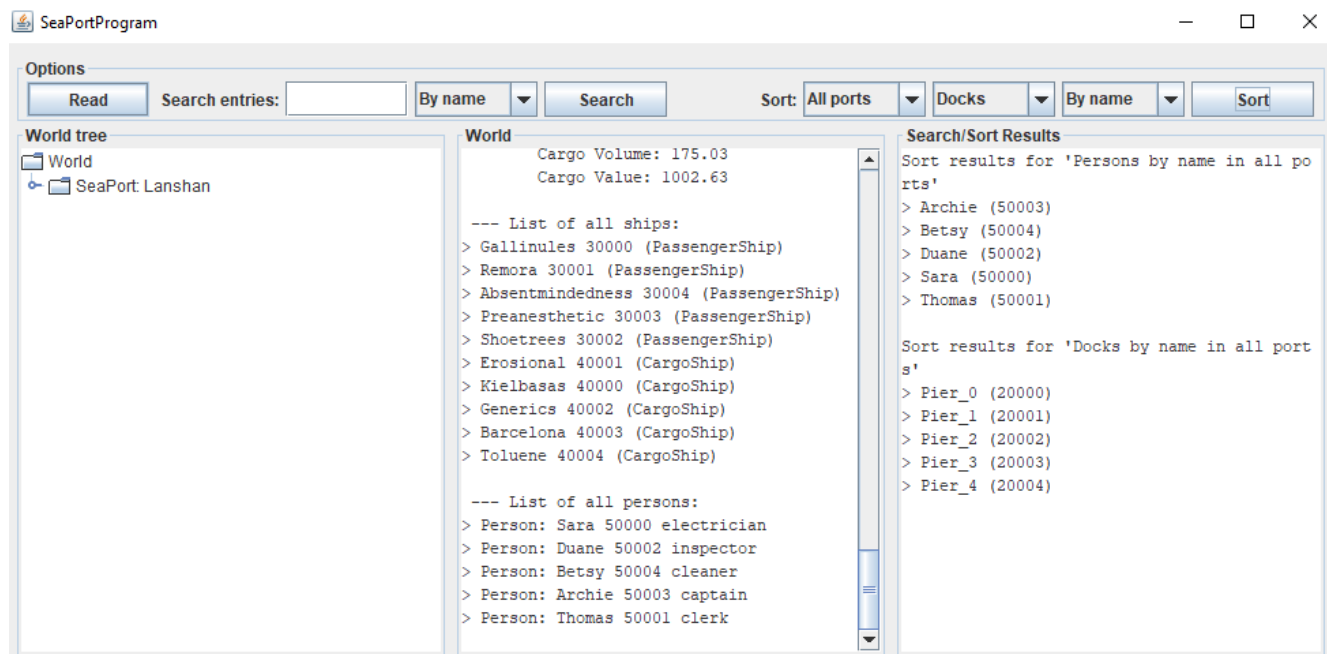 SeaPortProgram
Options
Read Search entries: By name Search Sort: All ports Docks By name Sort
World tree
World
SeaPort: Lanshan
World
Cargo Volume: 175.03
Cargo Value: 1002.63
--- List of all ships:
> Gallinules 30000 (PassengerShip)
> Remora 30001 (PassengerShip)
> Absentmindedness 30004 (PassengerShip)
> Preanesthetic 30003 (PassengerShip)
> Shoetrees 30002 (PassengerShip)
> Erosional 40001 (CargoShip)
> Kielbasas 40000 (CargoShip)
> Generics 40002 (CargoShip)
> Barcelona 40003 (CargoShip)
> Toluene 40004 (CargoShip)
--- List of all persons:
> Person: Sara 50000 electrician
> Person: Duane 50002 inspector
> Person: Betsy 50004 cleaner
> Person: Archie 50003 captain
> Person: Thomas 50001 clerk
Search/Sort Results
Sort results for 'Persons by name in all po
rts'
> Archie (50003)
> Betsy (50004)
> Duane (50002)
> Sara (50000)
> Thomas (50001)
Sort results for 'Docks by name in all port
s'
> Pier_0 (20000)
> Pier_1 (20001)
> Pier_2 (20002)
> Pier_3 (20003)
> Pier_4 (20004)